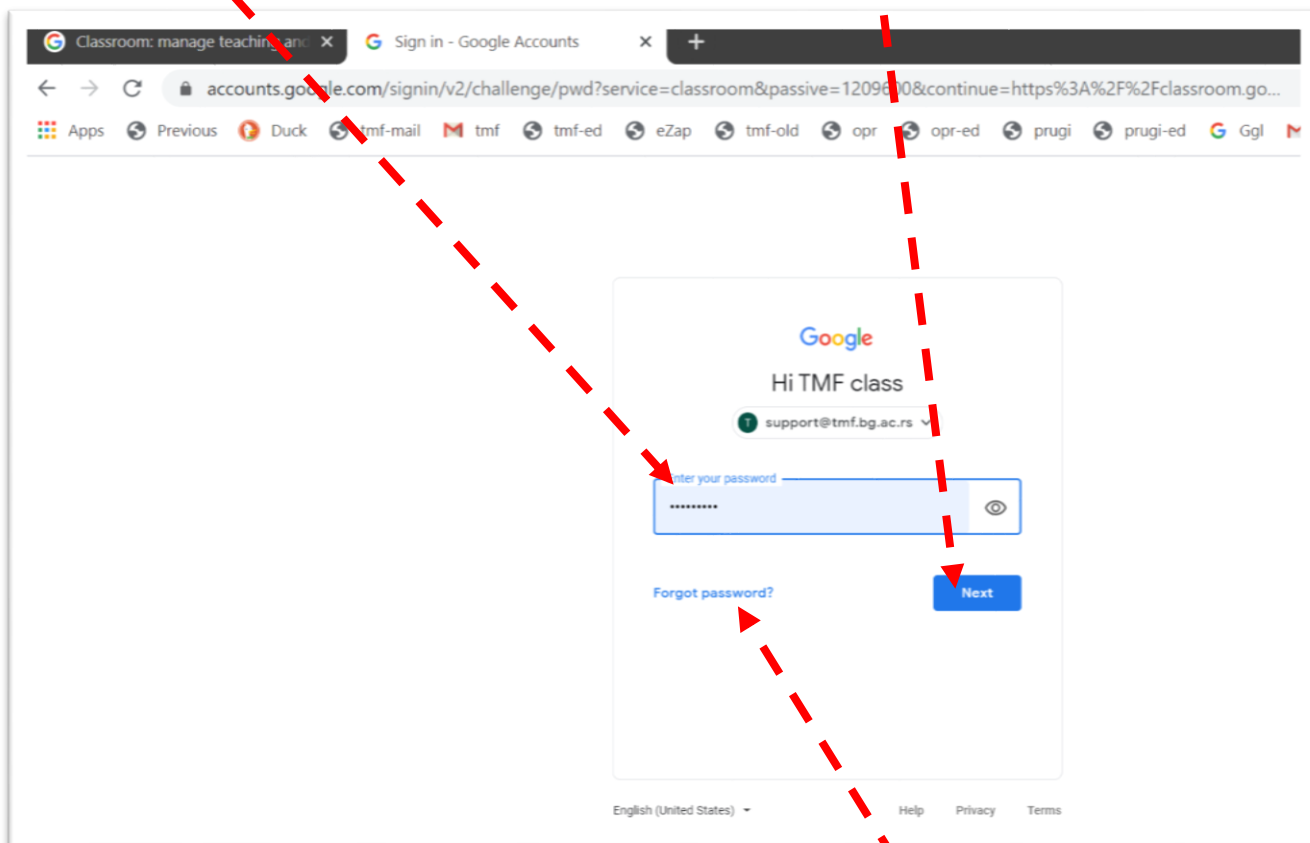 Classroom: manage teaching and Sign in - Google Accounts
accounts.google.com/signin/v2/challenge/pwd?service=classroom&passive=1209600&continue=https%3A%2F%2Fclassroom.go...
Apps Previous Duck tmf-mail tmf tmf-ed eZap tmf-old opr opr-ed prugi prugi-ed Ggl
Google
Hi TMF class
T support@tmf.bg.ac.rs
Enter your password
•••••••••
Forgot password? Next
English (United States) Help Privacy Terms